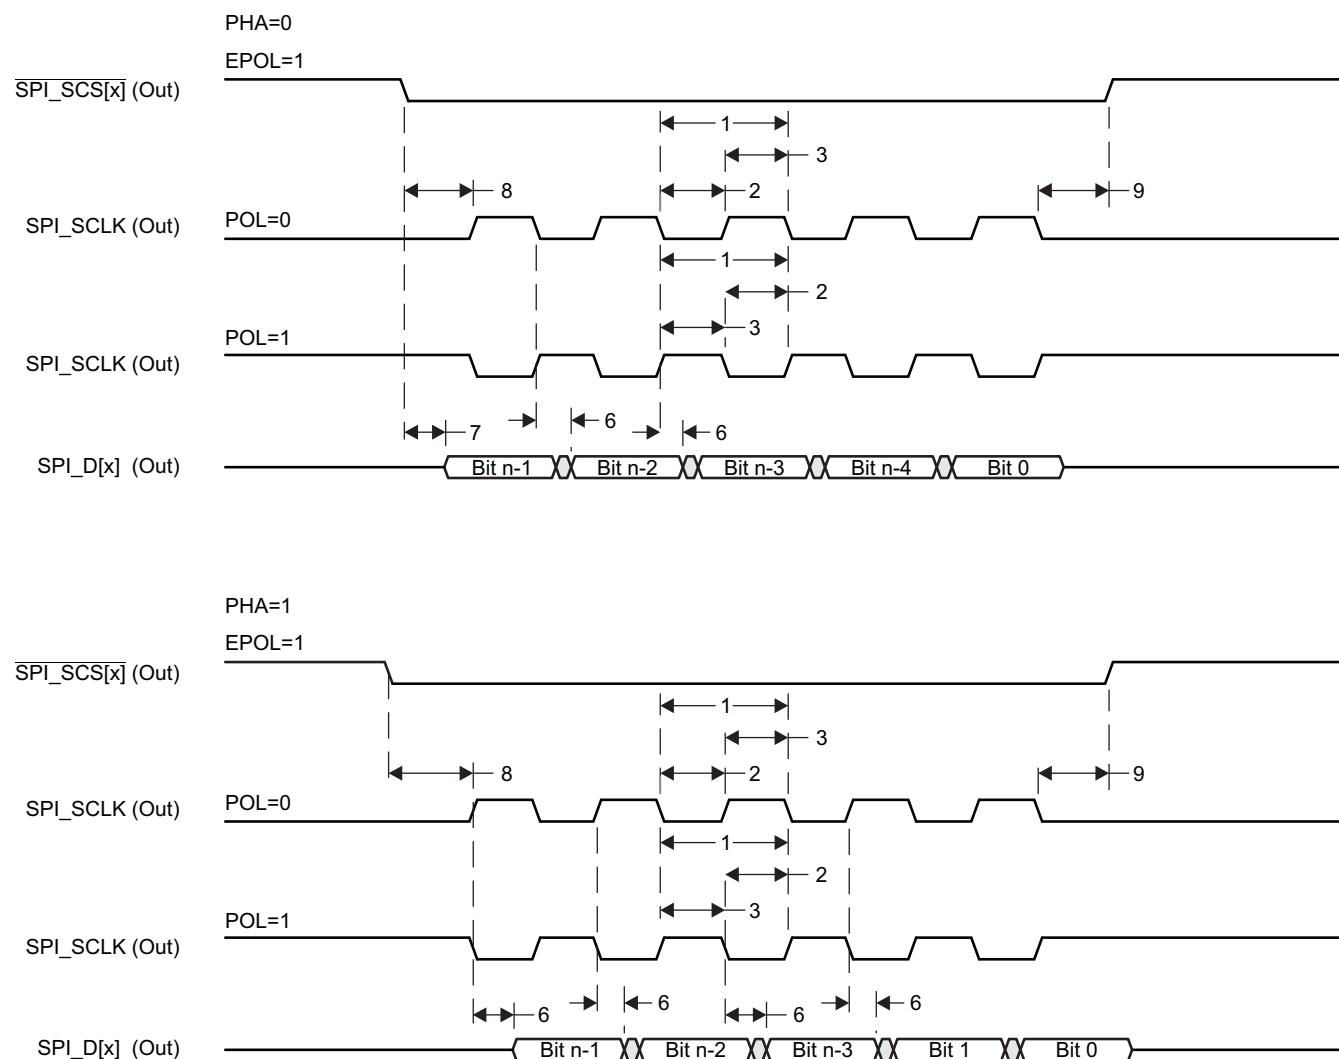 PHA=0
EPOL=1
SPI_SCS[x] (Out)
1
3
8
2
9
POL=0
SPI_SCLK (Out)
1
2
3
POL=1
SPI_SCLK (Out)
7
6
6
SPI_D[x] (Out)
Bit n-1
Bit n-2
Bit n-3
Bit n-4
Bit 0
PHA=1
EPOL=1
SPI_SCS[x] (Out)
1
3
8
2
9
POL=0
SPI_SCLK (Out)
1
2
3
POL=1
SPI_SCLK (Out)
6
6
6
6
SPI_D[x] (Out)
Bit n-1
Bit n-2
Bit n-3
Bit 1
Bit 0